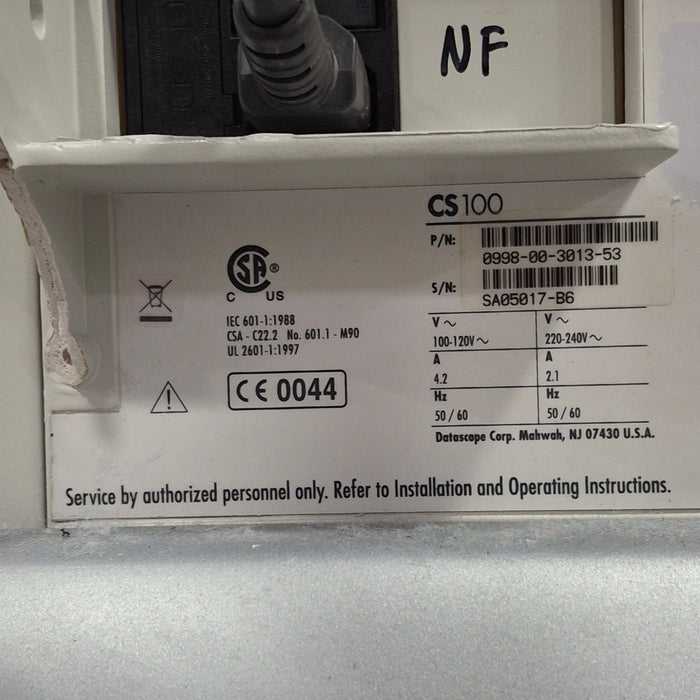 NF
CS100
P/N:
0998-00-3013-53
S/N:
SA05017-B6
CSA ®
C US
IEC 601-1:1988
CSA - C22.2 No. 601.1 - M90
UL 2601-1:1997
CE 0044
V~ V~
100-120V~ 220-240V~
A A
4.2 2.1
Hz Hz
50 / 60 50 / 60
Datascope Corp. Mahwah, NJ 07430 U.S.A.
Service by authorized personnel only. Refer to Installation and Operating Instructions.